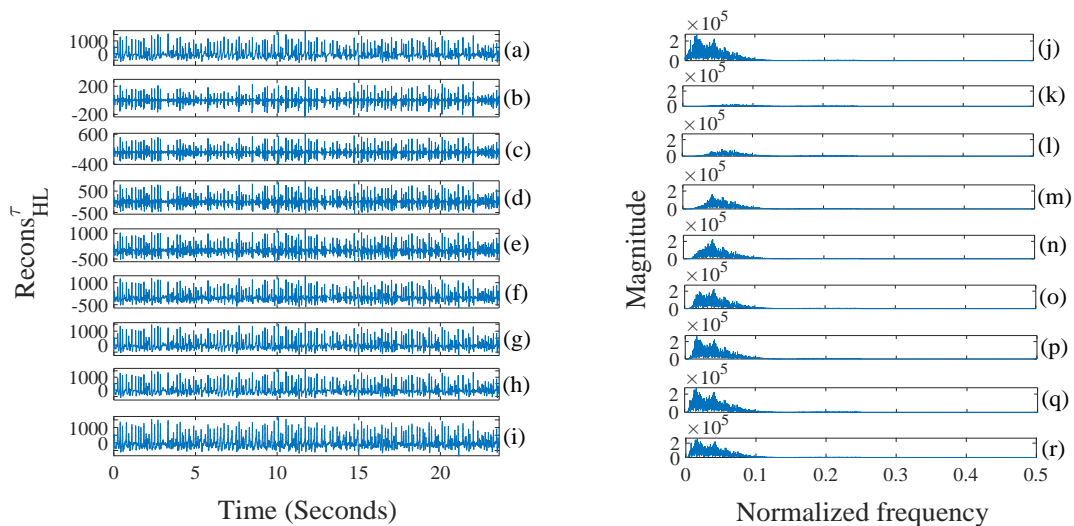 1000
0
(a)
200
-200
(b)
600
-400
(c)
500
-500
(d)
1000
-500
(e)
1000
-500
(f)
1000
0
(g)
1000
0
(h)
1000
0
(i)
0 5 10 15 20
Time (Seconds)
Recons^τ_HL
2
0
(j)
×10^5
2
0
(k)
×10^5
2
0
(l)
×10^5
2
0
(m)
×10^5
2
0
(n)
×10^5
2
0
(o)
×10^5
2
0
(p)
×10^5
2
0
(q)
×10^5
2
0
(r)
0 0.1 0.2 0.3 0.4 0.5
Normalized frequency
Magnitude